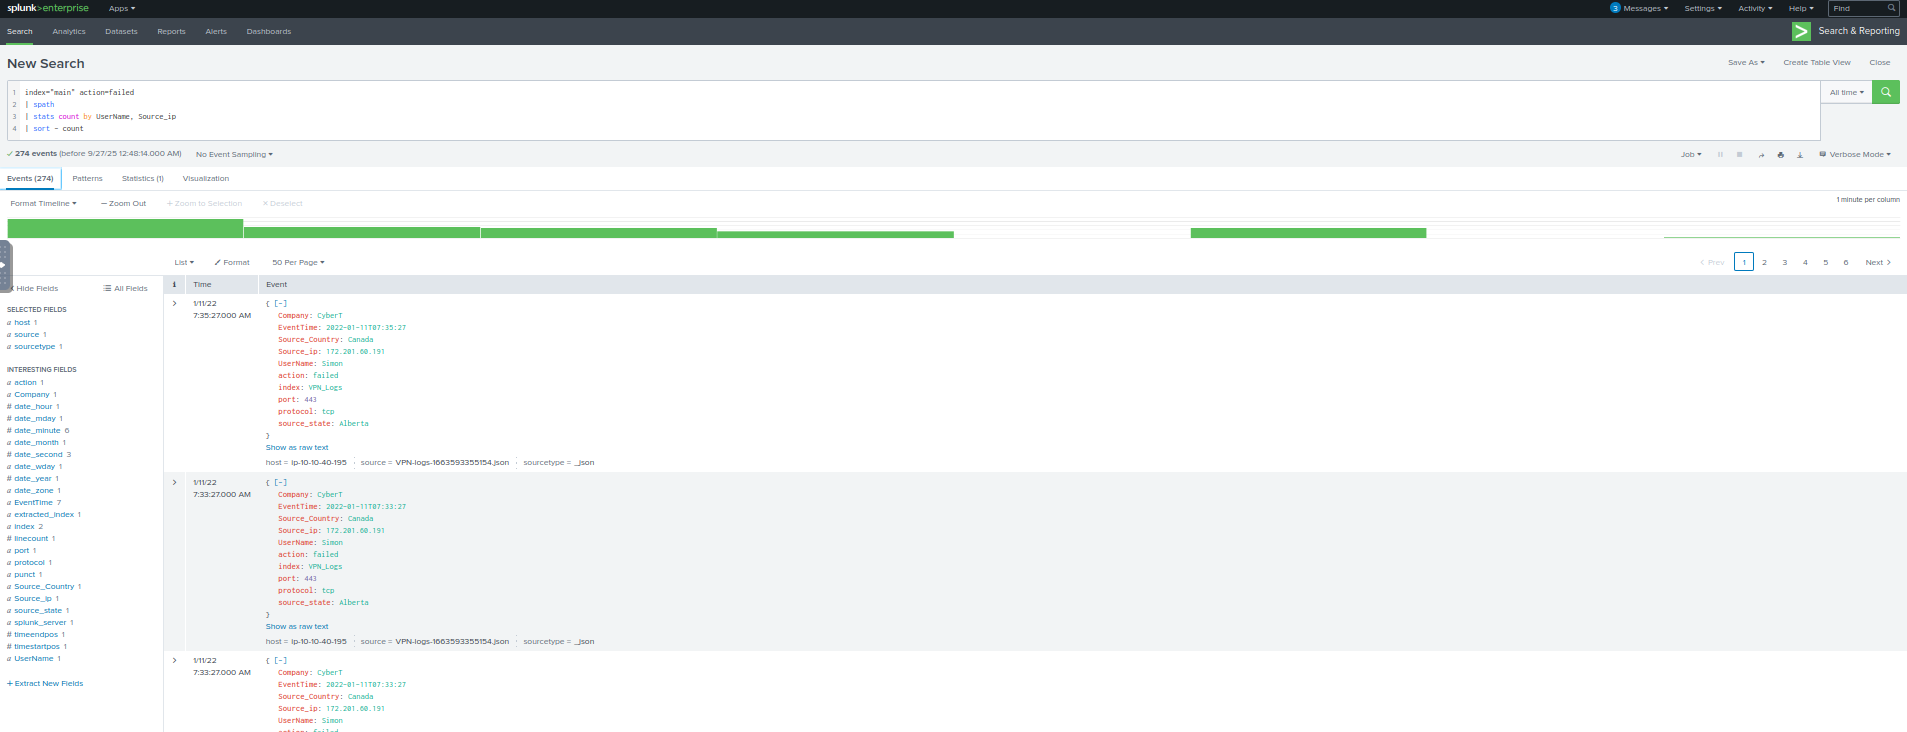 splunk>enterprise Apps 3 Messages Settings Activity Help Find
Search Analytics Datasets Reports Alerts Dashboards > Search & Reporting
New Search Save As Create Table View Close
1 index="main" action=failed All time
2 | spath
3 | stats count by UserName, Source_ip
4 | sort - count
✓ 274 events (before 9/27/25 12:48:14.000 AM) No Event Sampling Job Verbose Mode
Events (274) Patterns Statistics (1) Visualization
Format Timeline — Zoom Out + Zoom to Selection × Deselect 1 minute per column
List Format 50 Per Page < Prev 1 2 3 4 5 6 Next >
Hide Fields All Fields i Time Event
SELECTED FIELDS
a host 1
a source 1
a sourcetype 1
INTERESTING FIELDS
a action 1
a Company 1
# date_hour 1
# date_mday 1
# date_minute 6
a date_month 1
# date_second 3
a date_wday 1
# date_year 1
a date_zone 1
a EventTime 7
a extracted_index 1
a index 2
# linecount 1
a port 1
a protocol 1
a punct 1
a Source_Country 1
a Source_ip 1
a source_state 1
a splunk_server 1
# timeendpos 1
# timestartpos 1
a UserName 1
+ Extract New Fields
> 1/11/22 { [-]
7:35:27.000 AM Company: CyberT
EventTime: 2022-01-11T07:35:27
Source_Country: Canada
Source_ip: 172.201.60.191
UserName: Simon
action: failed
index: VPN_Logs
port: 443
protocol: tcp
source_state: Alberta
}
Show as raw text
host = ip-10-10-40-195 source = VPN-logs-1663593355154.json sourcetype = _json
> 1/11/22 { [-]
7:33:27.000 AM Company: CyberT
EventTime: 2022-01-11T07:33:27
Source_Country: Canada
Source_ip: 172.201.60.191
UserName: Simon
action: failed
index: VPN_Logs
port: 443
protocol: tcp
source_state: Alberta
}
Show as raw text
host = ip-10-10-40-195 source = VPN-logs-1663593355154.json sourcetype = _json
> 1/11/22 { [-]
7:33:27.000 AM Company: CyberT
EventTime: 2022-01-11T07:33:27
Source_Country: Canada
Source_ip: 172.201.60.191
UserName: Simon
action: failed